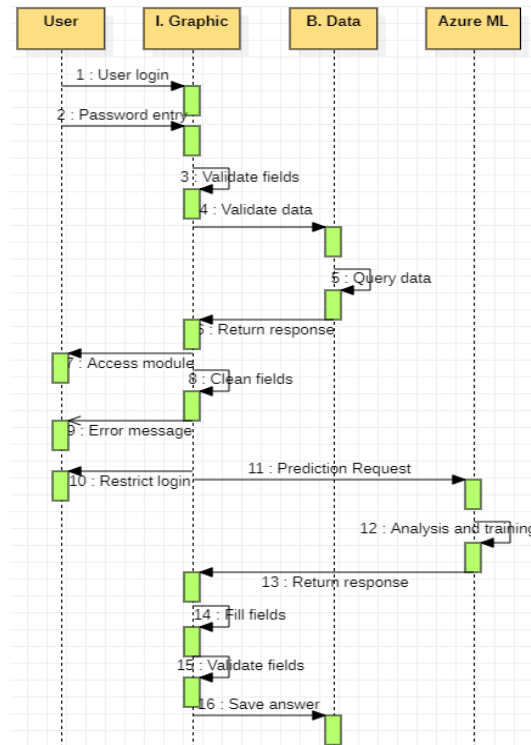 User
I. Graphic
B. Data
Azure ML
1 : User login
2 : Password entry
3 : Validate fields
4 : Validate data
5 : Query data
6 : Return response
7 : Access module
8 : Clean fields
9 : Error message
10 : Restrict login
11 : Prediction Request
12 : Analysis and training
13 : Return response
14 : Fill fields
15 : Validate fields
16 : Save answer